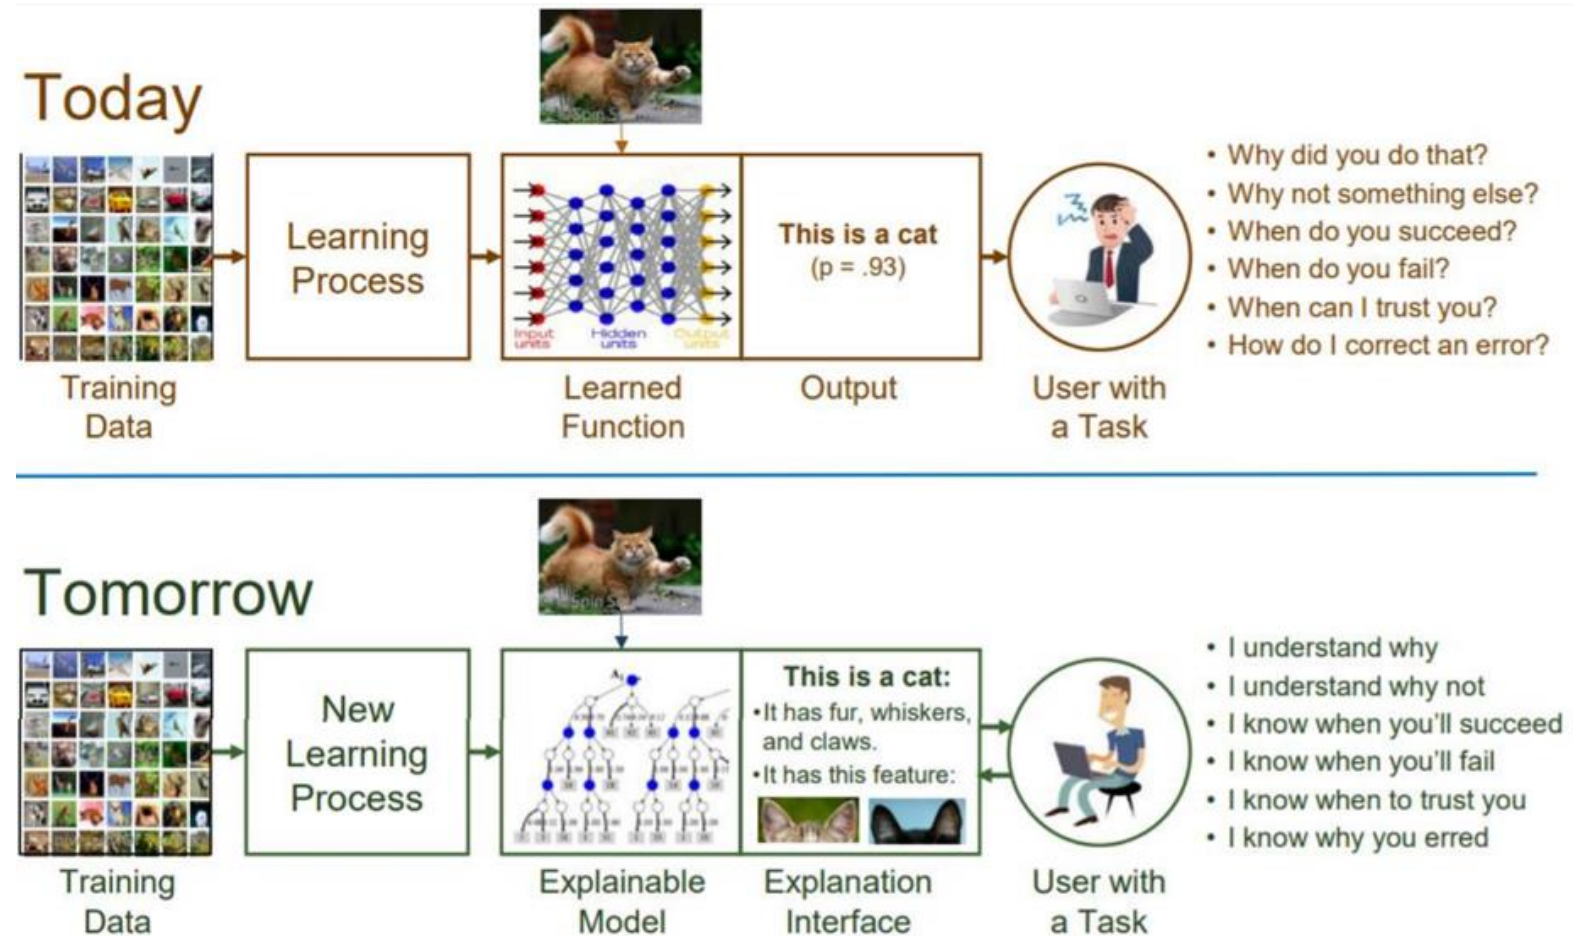 Today
Spin S
Learning
Process
This is a cat
(p = .93)
Input
units
Hidden
units
Output
units
• Why did you do that?
• Why not something else?
• When do you succeed?
• When do you fail?
• When can I trust you?
• How do I correct an error?
Training
Data
Learned
Function
Output
User with
a Task
Tomorrow
Spin S
New
Learning
Process
This is a cat:
•It has fur, whiskers,
and claws.
•It has this feature:
• I understand why
• I understand why not
• I know when you'll succeed
• I know when you'll fail
• I know when to trust you
• I know why you erred
Training
Data
Explainable
Model
Explanation
Interface
User with
a Task